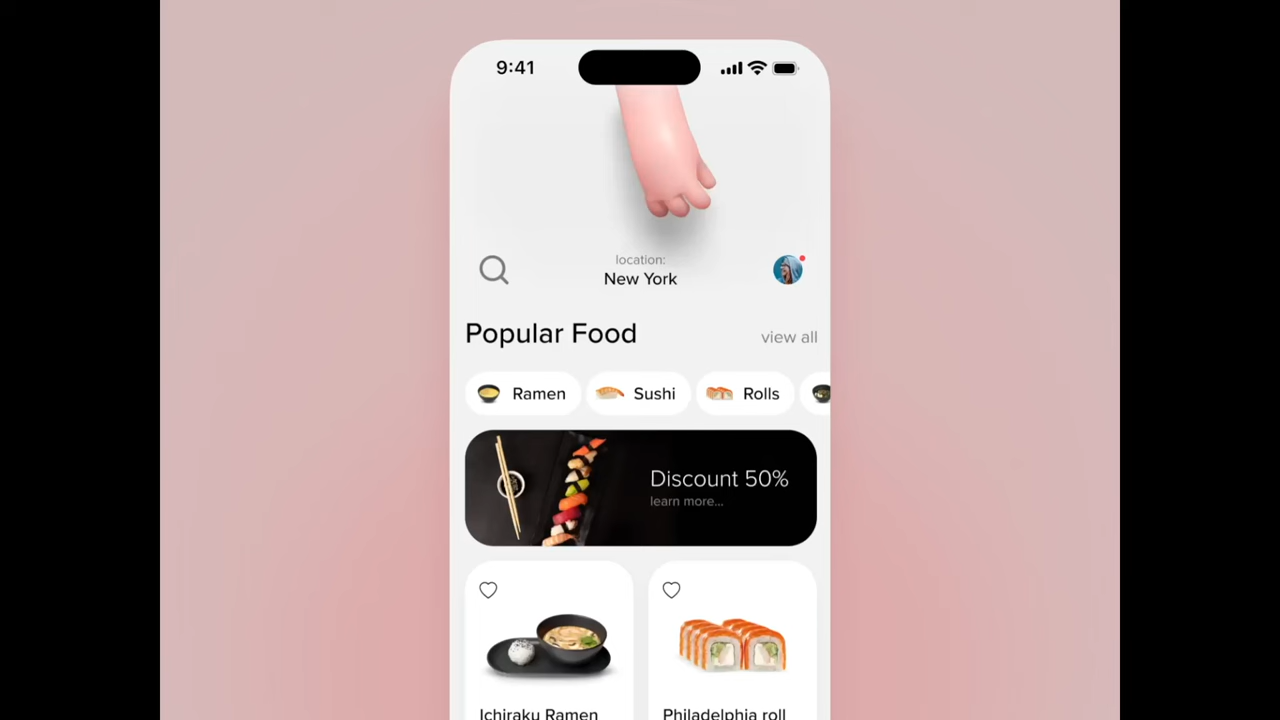 9:41
location:
New York
Popular Food
view all
Ramen
Sushi
Rolls
Discount 50%
learn more...
Ichiraku Ramen
Philadelphia roll